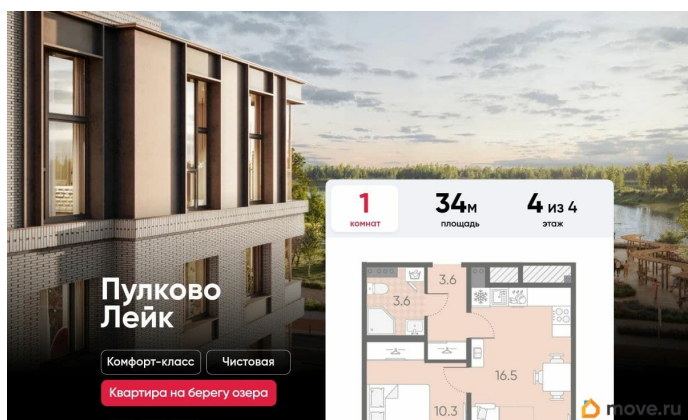 1
комнат
34м
площадь
4 из 4
этаж
Пулково
Лейк
Комфорт-класс
Чистовая
Квартира на берегу озера
3.6
3.6
16.5
10.3
move.ru